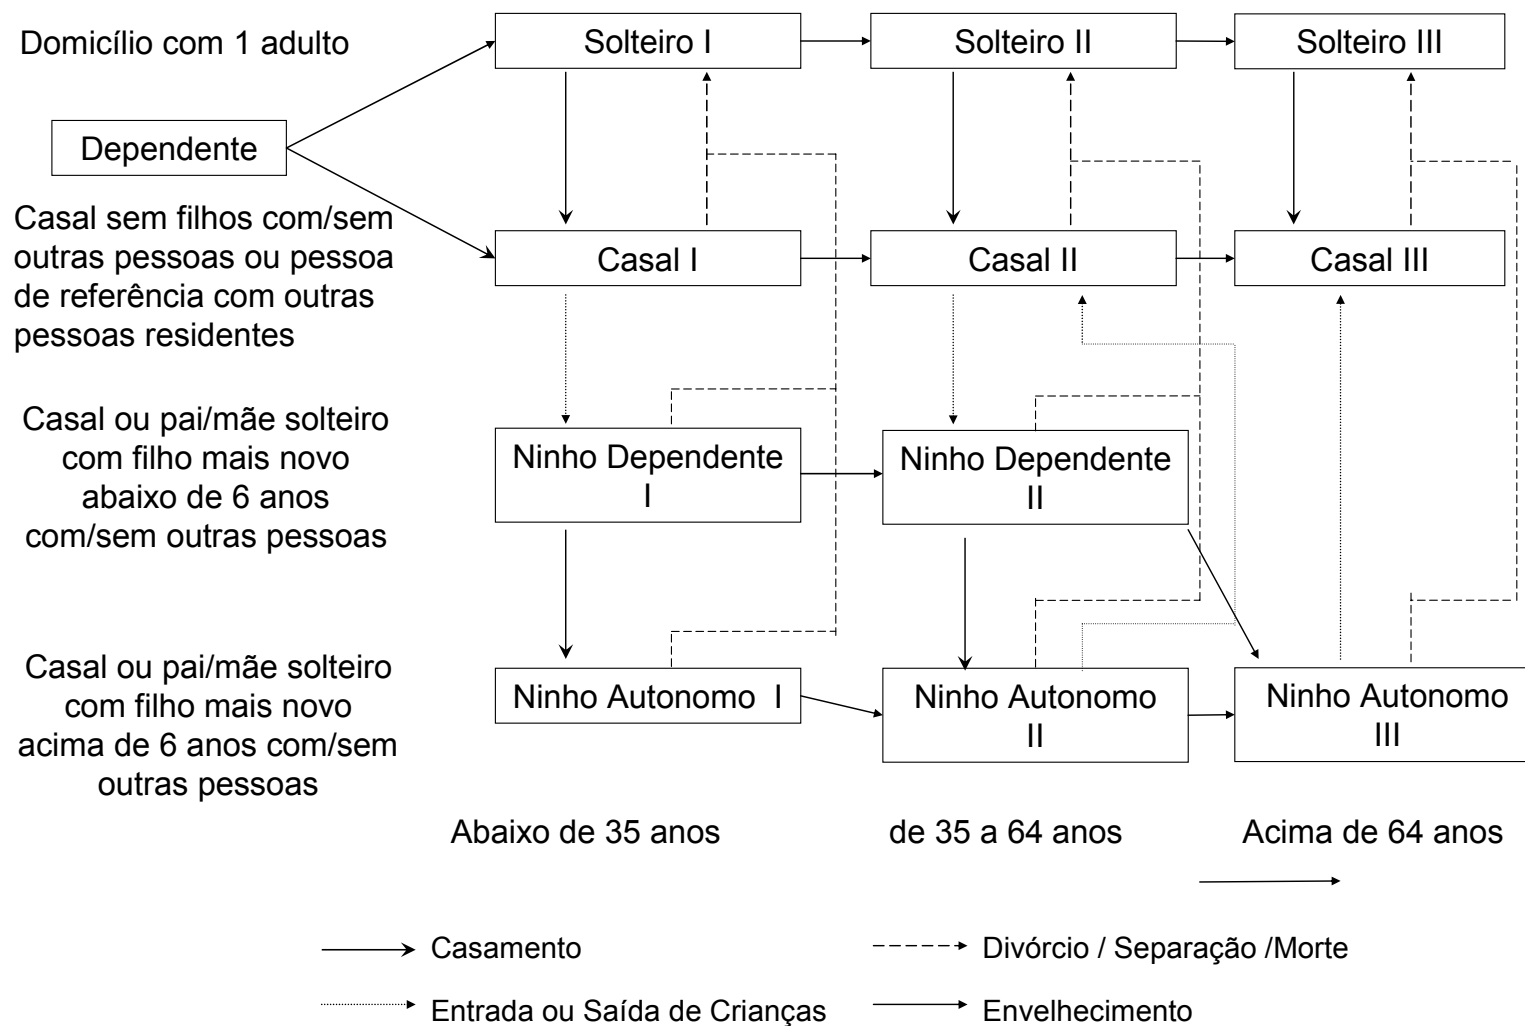 Domicílio com 1 adulto
Solteiro I
Solteiro II
Solteiro III
Dependente
Casal sem filhos com/sem
outras pessoas ou pessoa
de referência com outras
pessoas residentes
Casal I
Casal II
Casal III
Casal ou pai/mãe solteiro
com filho mais novo
abaixo de 6 anos
com/sem outras pessoas
Ninho Dependente
I
Ninho Dependente
II
Casal ou pai/mãe solteiro
com filho mais novo
acima de 6 anos com/sem
outras pessoas
Ninho Autonomo I
Ninho Autonomo
II
Ninho Autonomo
III
Abaixo de 35 anos
de 35 a 64 anos
Acima de 64 anos
Casamento
Divórcio / Separação /Morte
Entrada ou Saída de Crianças
Envelhecimento